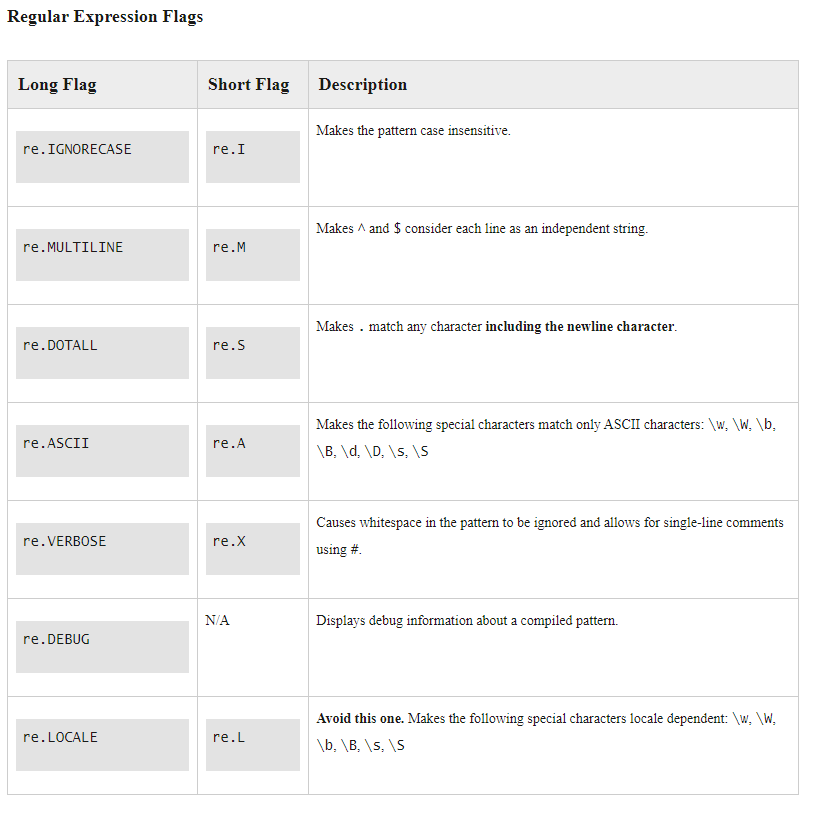 Regular Expression Flags
Long Flag Short Flag Description
re.IGNORECASE re.I Makes the pattern case insensitive.
re.MULTILINE re.M Makes ^ and $ consider each line as an independent string.
re.DOTALL re.S Makes . match any character including the newline character.
re.ASCII re.A Makes the following special characters match only ASCII characters: \w, \W, \b,
\B, \d, \D, \s, \S
re.VERBOSE re.X Causes whitespace in the pattern to be ignored and allows for single-line comments
using #.
re.DEBUG N/A Displays debug information about a compiled pattern.
re.LOCALE re.L Avoid this one. Makes the following special characters locale dependent: \w, \W,
\b, \B, \s, \S